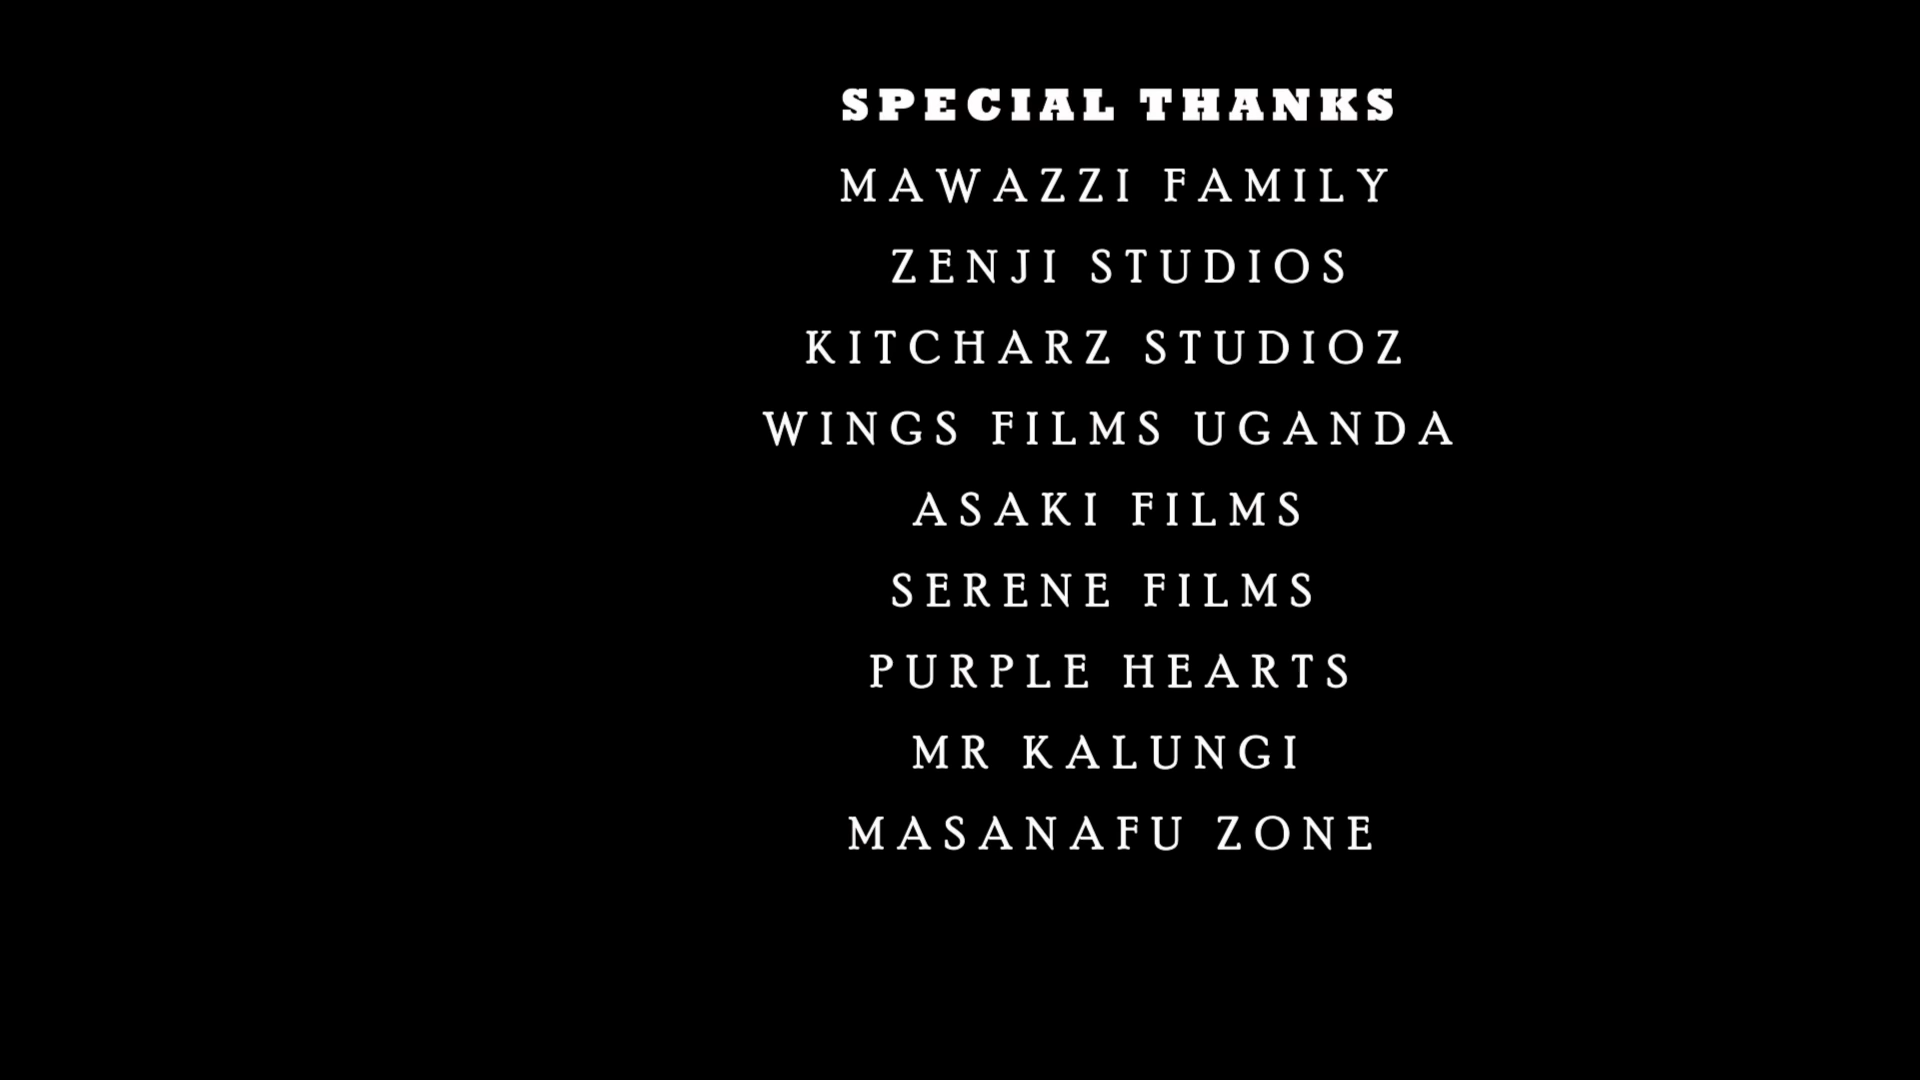 SPECIAL THANKS
MAWAZZI FAMILY
ZENJI STUDIOS
KITCHARZ STUDIOZ
WINGS FILMS UGANDA
ASAKI FILMS
SERENE FILMS
PURPLE HEARTS
MR KALUNGI
MASANAFU ZONE